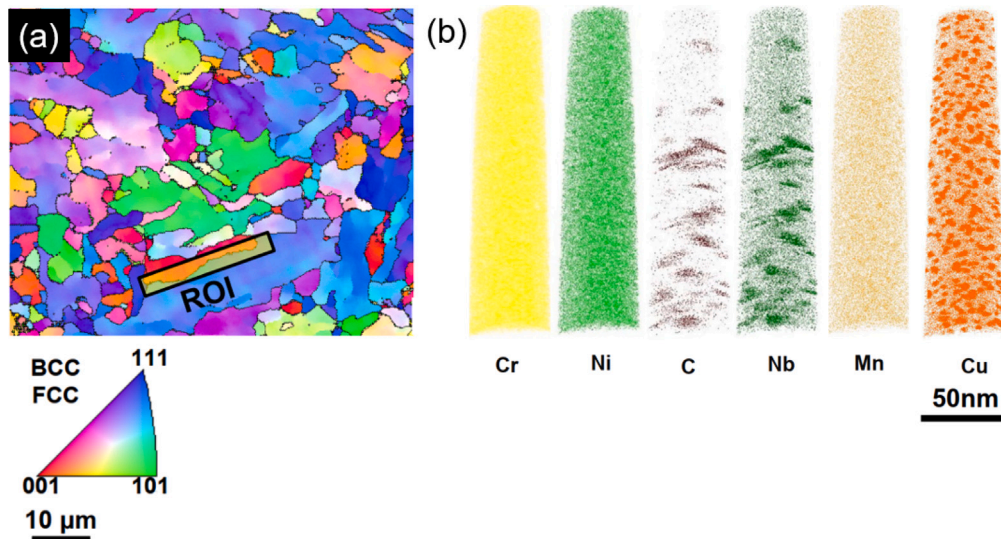 (a)
(b)
ROI
BCC
FCC
111
001
101
10 µm
Cr
Ni
C
Nb
Mn
Cu
50nm